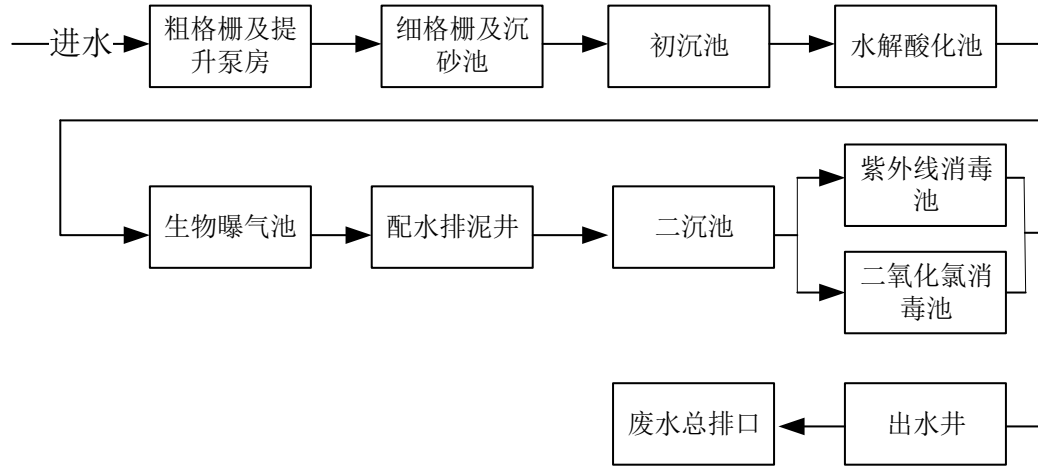 进水
粗格栅及提
升泵房
细格栅及沉
砂池
初沉池
水解酸化池
生物曝气池
配水排泥井
二沉池
紫外线消毒
池
二氧化氯消
毒池
废水总排口
出水井